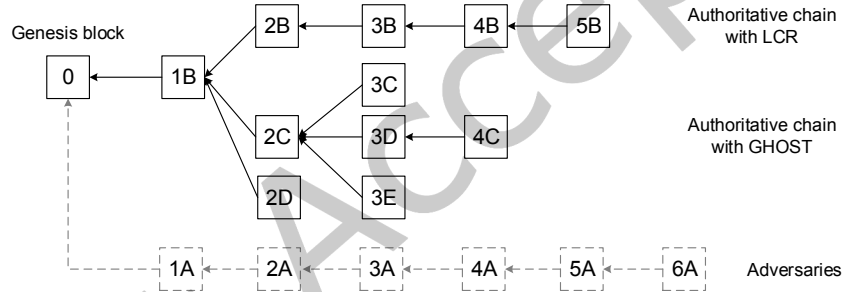 Genesis block
0
1B
2B
3B
4B
5B
Authoritative chain
with LCR
3C
2C
3D
4C
Authoritative chain
with GHOST
2D
3E
1A
2A
3A
4A
5A
6A
Adversaries
Accep